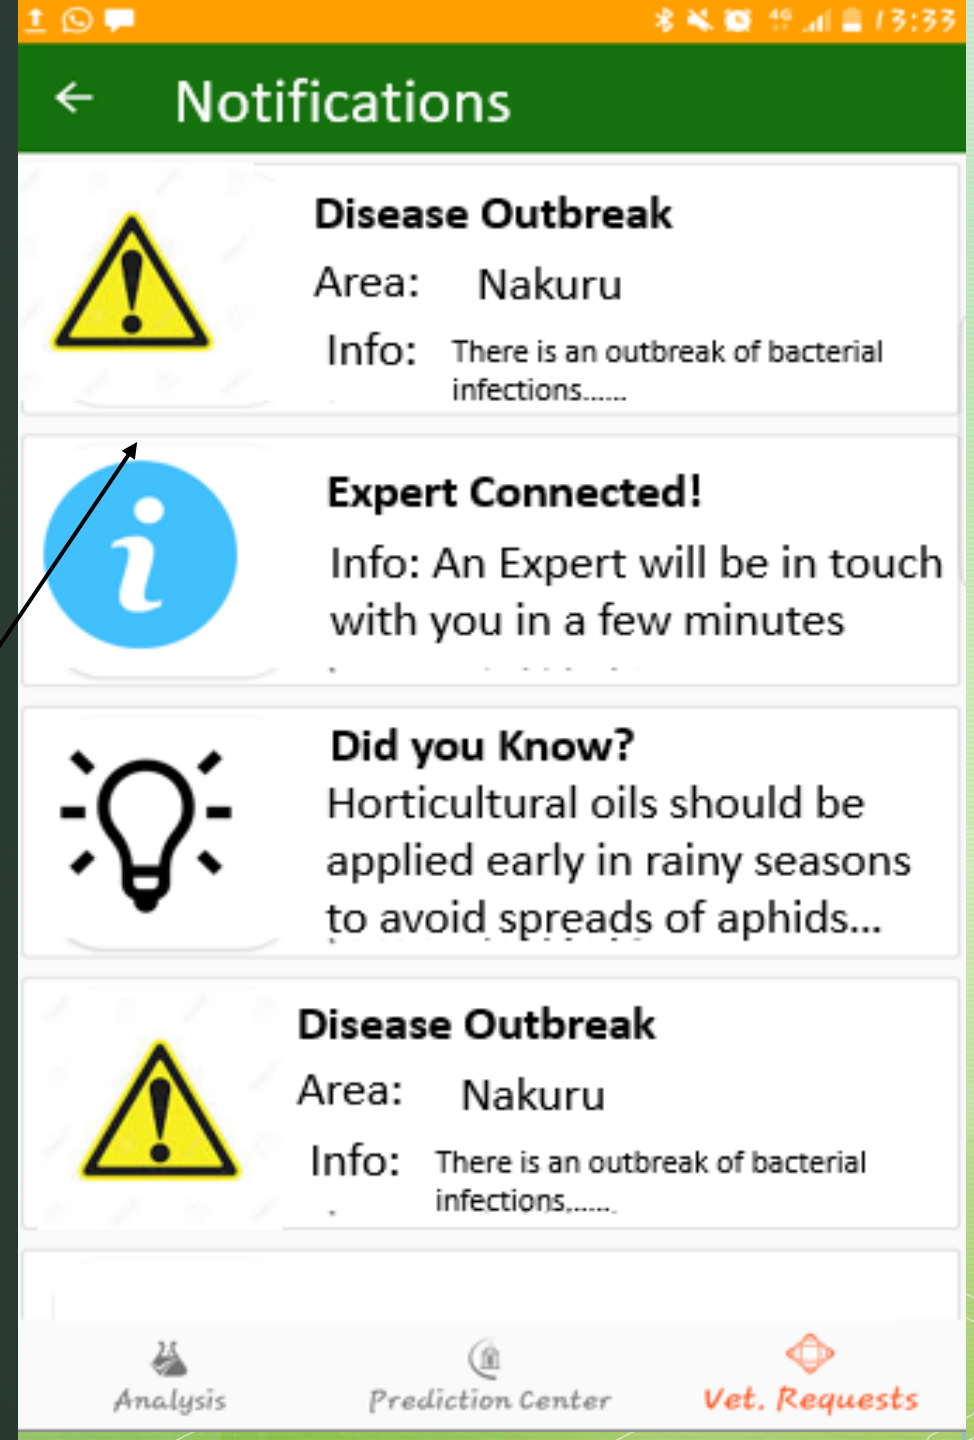 4G 13:33
Notifications
Disease Outbreak
Area: Nakuru
Info: There is an outbreak of bacterial
infections......
Expert Connected!
Info: An Expert will be in touch
with you in a few minutes
Did you Know?
Horticultural oils should be
applied early in rainy seasons
to avoid spreads of aphids...
Disease Outbreak
Area: Nakuru
Info: There is an outbreak of bacterial
infections......
Analysis Prediction Center Vet. Requests